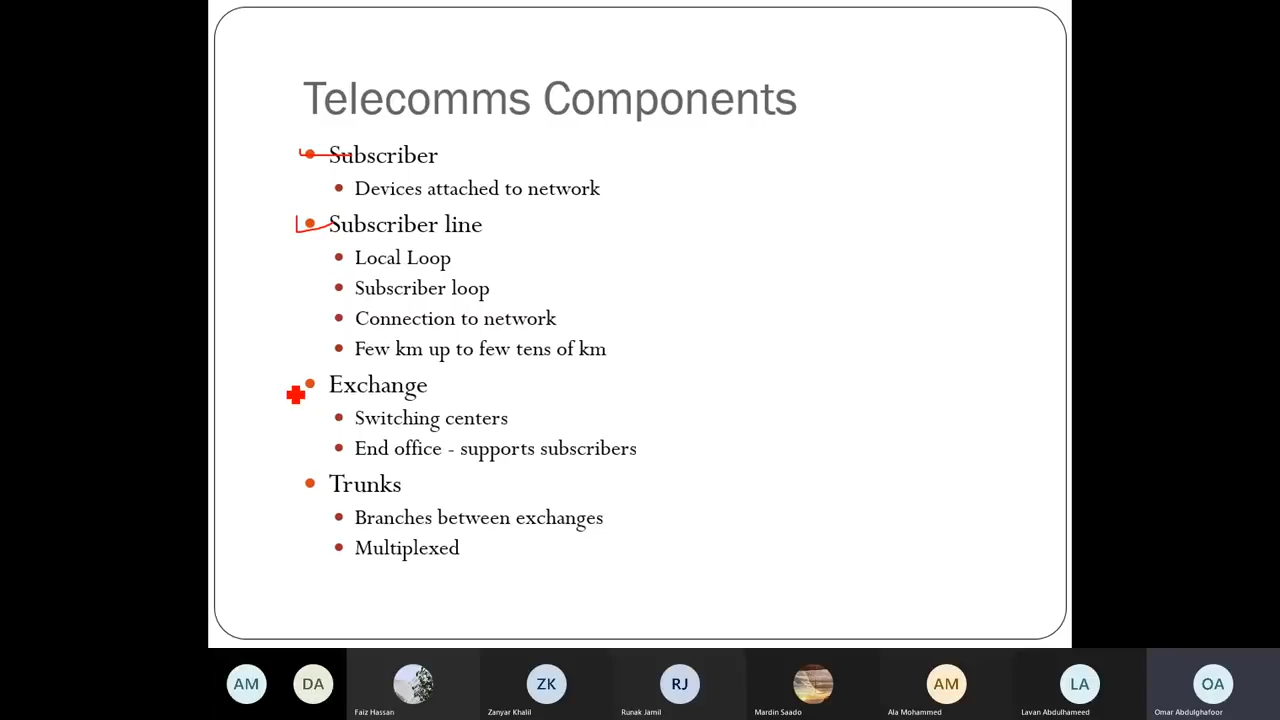 Telecomms Components
Subscriber
Devices attached to network
Subscriber line
Local Loop
Subscriber loop
Connection to network
Few km up to few tens of km
Exchange
Switching centers
End office - supports subscribers
Trunks
Branches between exchanges
Multiplexed
AM DA ZK RJ AM LA OA
Faiz Hassan Zanyar Khalil Runak Jamil Mardin Saado Ala Mohammed Lavan Abdulhameed Omar Abdulghafoor